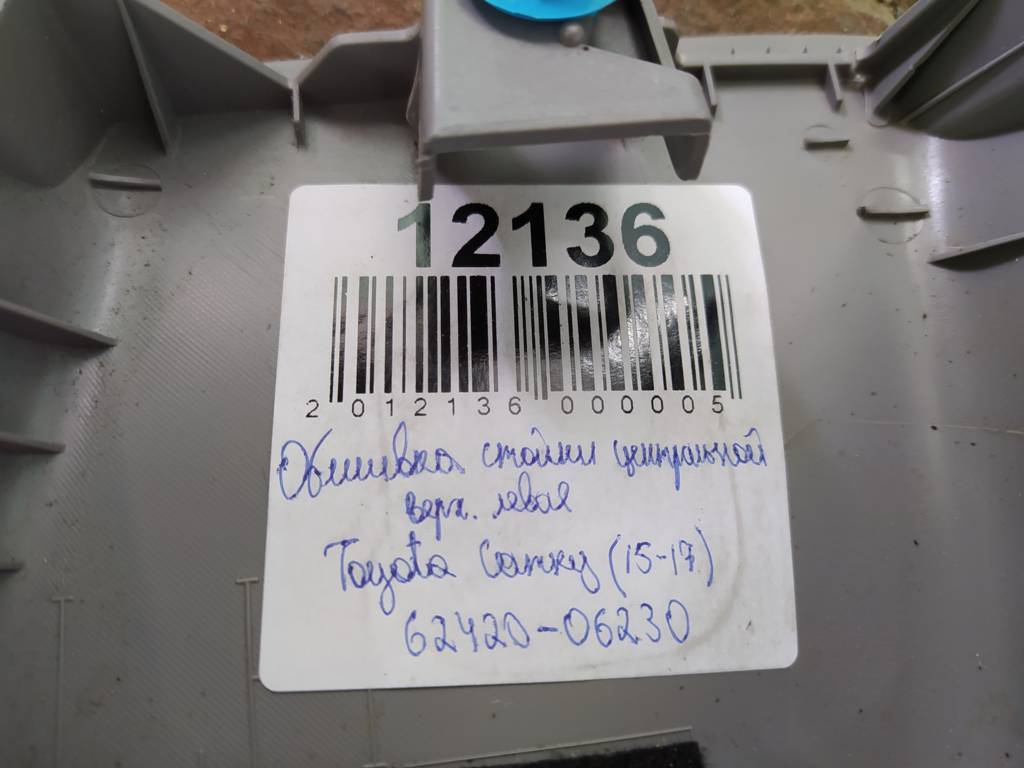 12136
2 012136 000005
Обшивка стойки центральной
верх. левая
Toyota Camry (15-17)
62420-06230